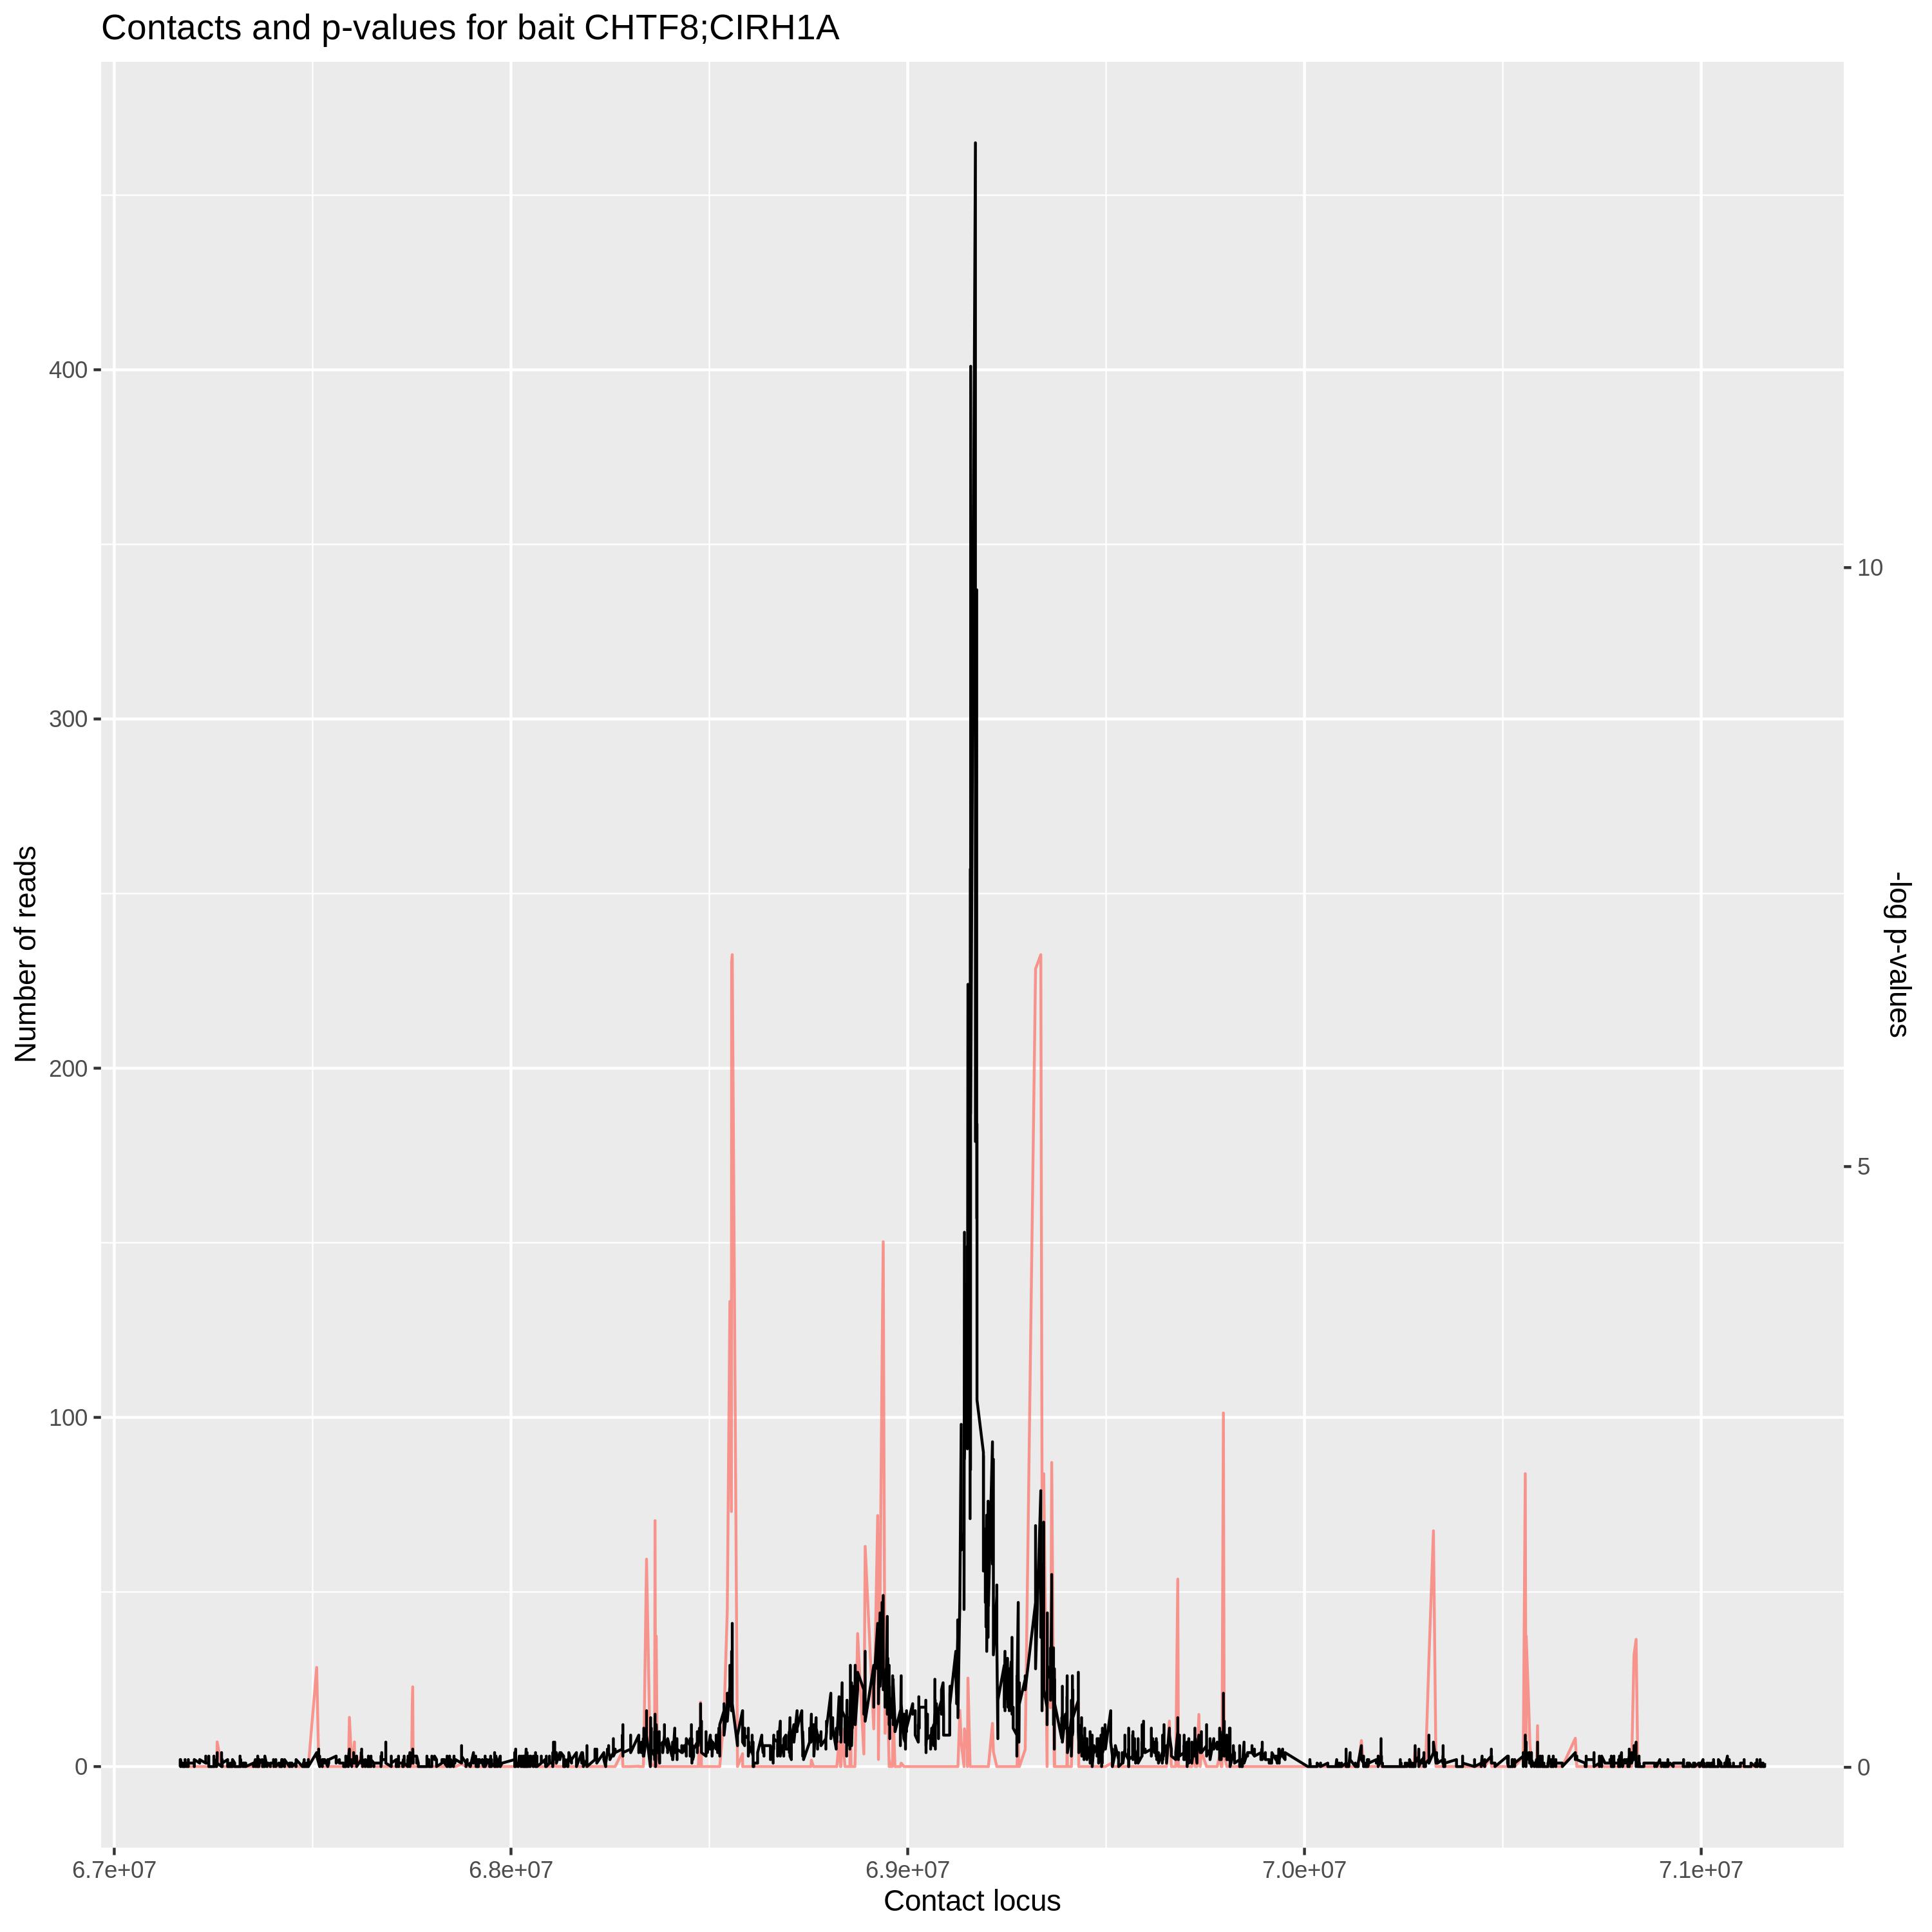 Contacts and p-values for bait CHTF8;CIRH1A
400
300
200
100
0
Number of reads
10
5
0
-log p-values
6.7e+07
6.8e+07
6.9e+07
7.0e+07
7.1e+07
Contact locus